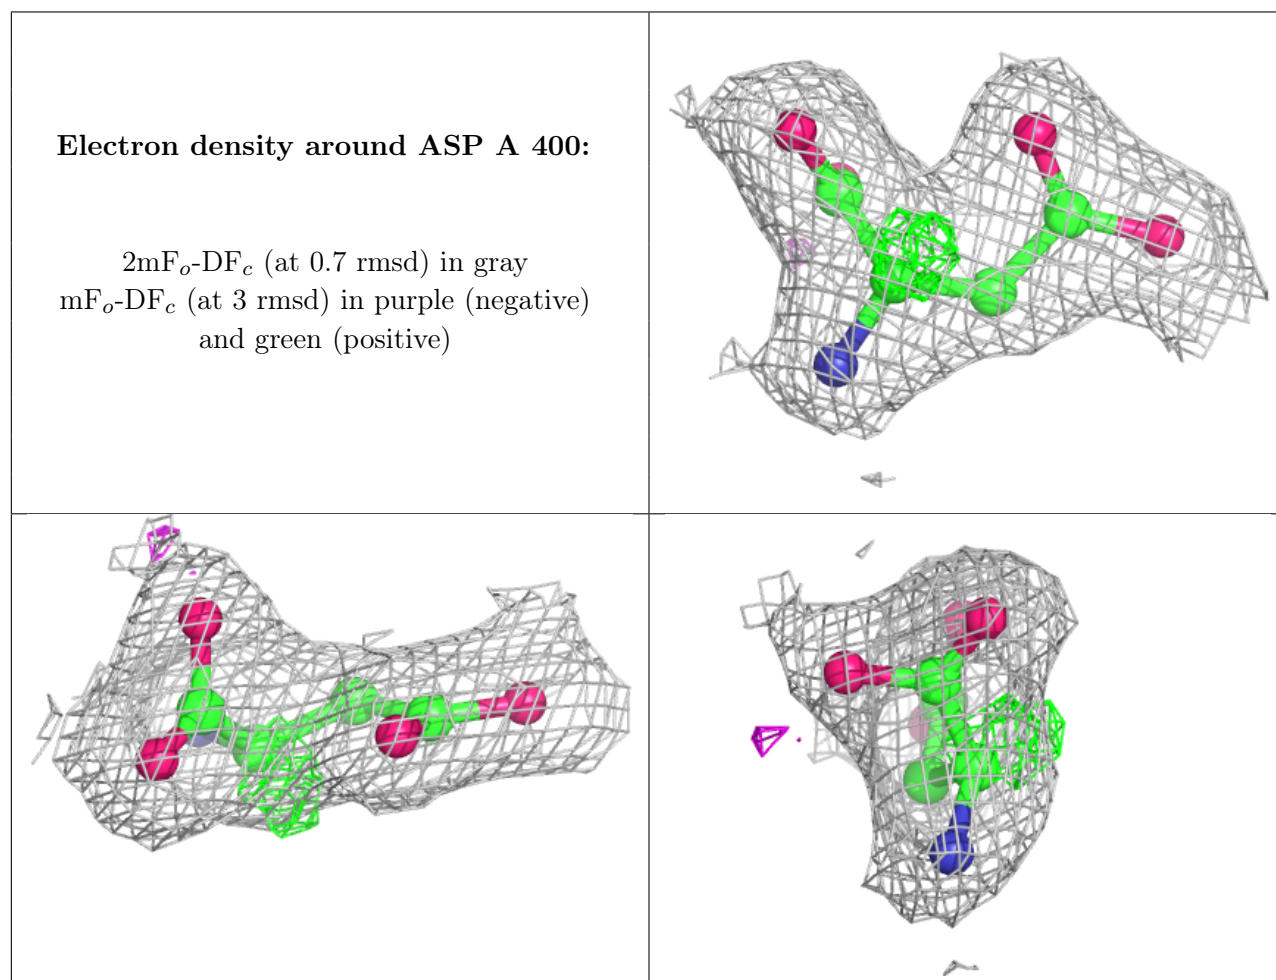 Electron density around ASP A 400:
2mFo-DFc (at 0.7 rmsd) in gray
mFo-DFc (at 3 rmsd) in purple (negative)
and green (positive)